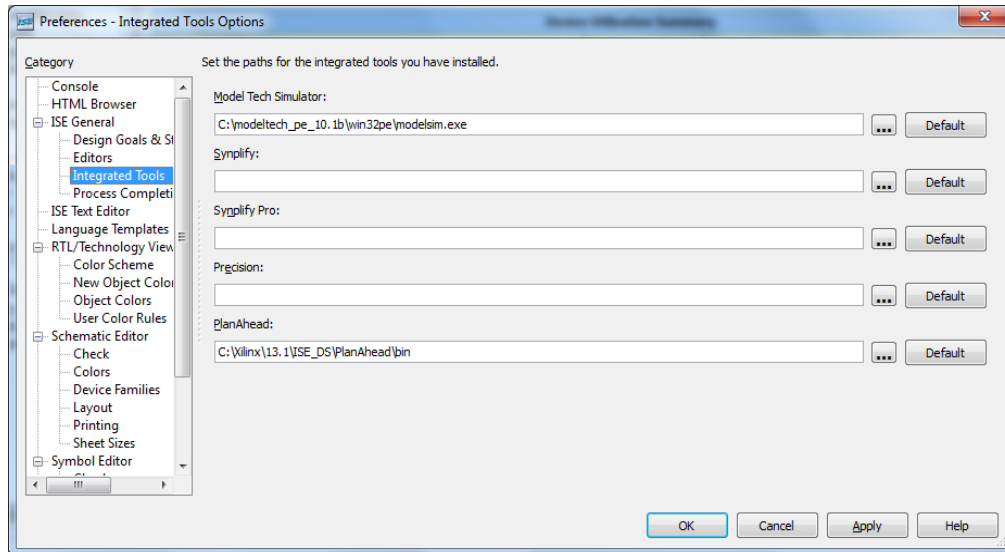 ISE Preferences - Integrated Tools Options
Category
Set the paths for the integrated tools you have installed.
Console
HTML Browser
ISE General
Design Goals & St
Editors
Integrated Tools
Process Completi
ISE Text Editor
Language Templates
RTL/Technology View
Color Scheme
New Object Color
Object Colors
User Color Rules
Schematic Editor
Check
Colors
Device Families
Layout
Printing
Sheet Sizes
Symbol Editor
Model Tech Simulator:
C:\modeltech_pe_10.1b\win32pe\modelsim.exe
... Default
Synplify:
... Default
Synplify Pro:
... Default
Precision:
... Default
PlanAhead:
C:\Xilinx\13.1\ISE_DS\PlanAhead\bin
... Default
OK Cancel Apply Help